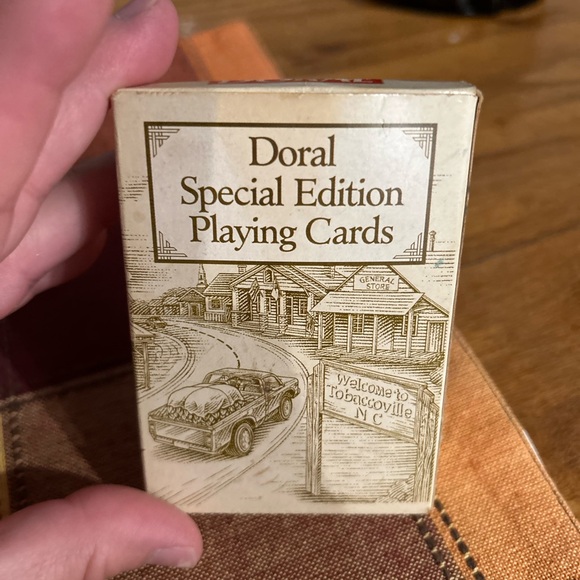 Doral
Special Edition
Playing Cards
GENERAL
STORE
Welcome to
Tobaccoville
N C